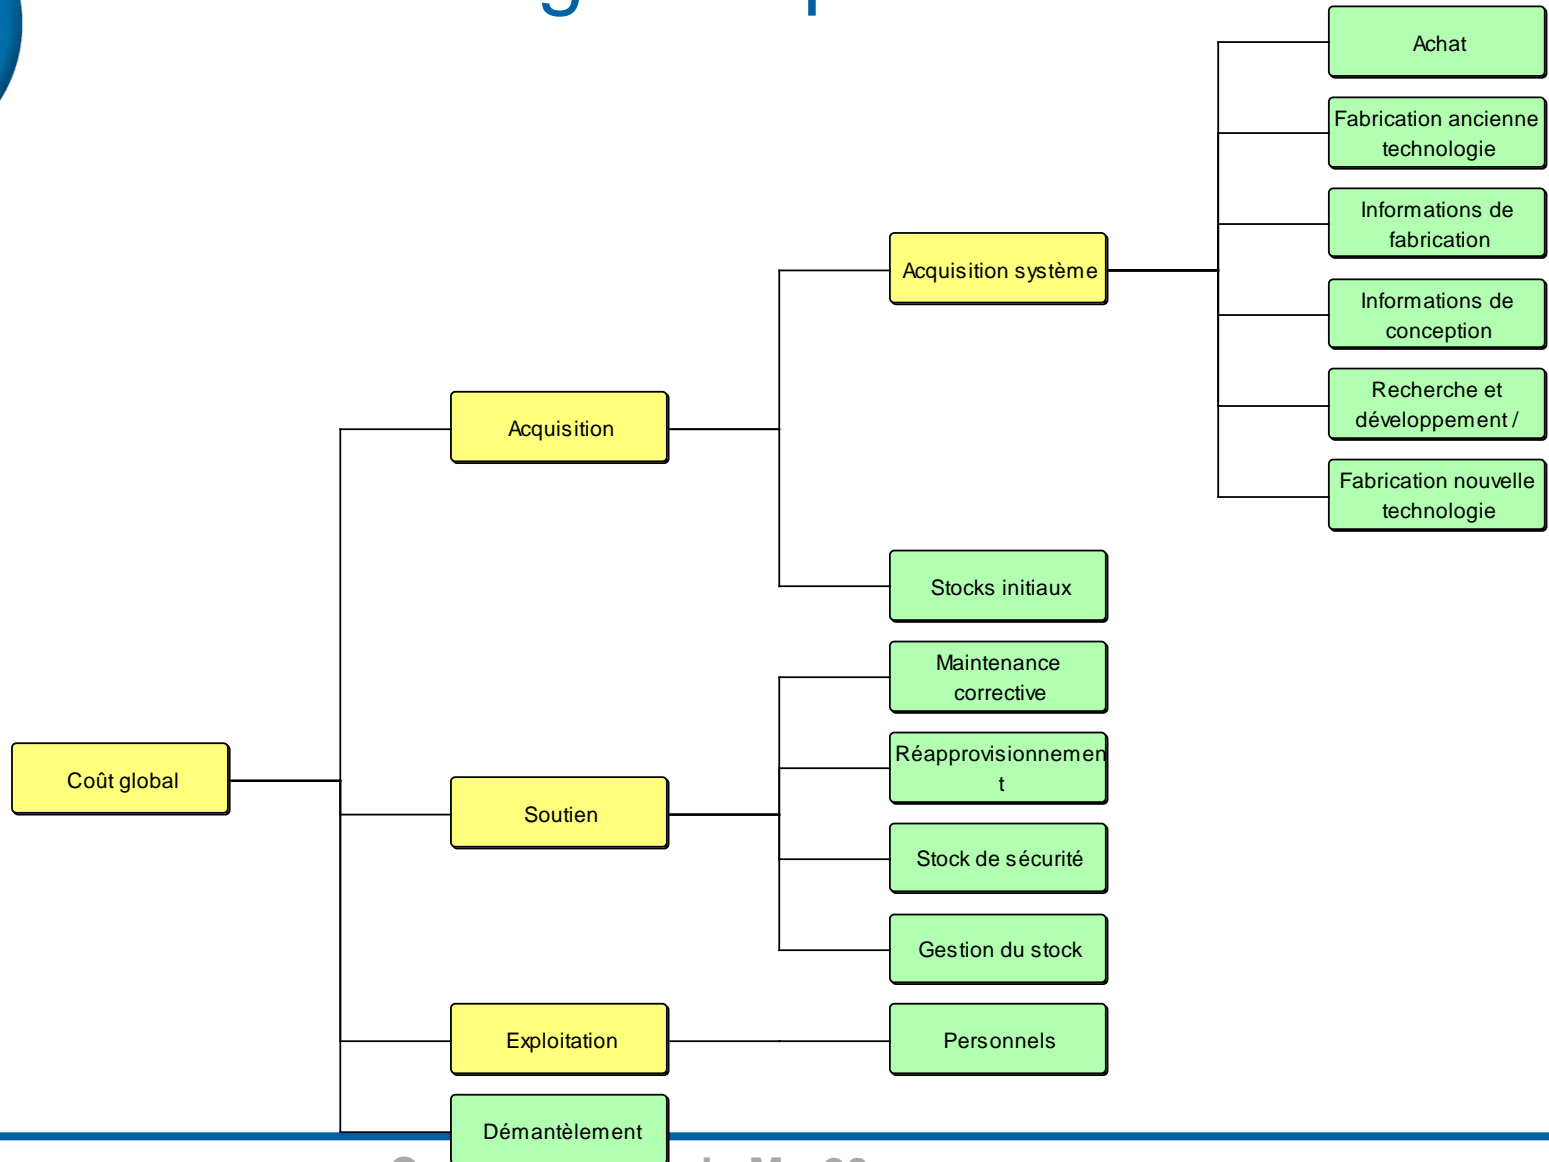 Achat
Fabrication ancienne
technologie
Informations de
fabrication
Acquisition système
Informations de
conception
Recherche et
développement /
Acquisition
Fabrication nouvelle
technologie
Stocks initiaux
Maintenance
corrective
Réapprovisionnemen
t
Coût global
Soutien
Stock de sécurité
Gestion du stock
Exploitation
Personnels
Démantèlement